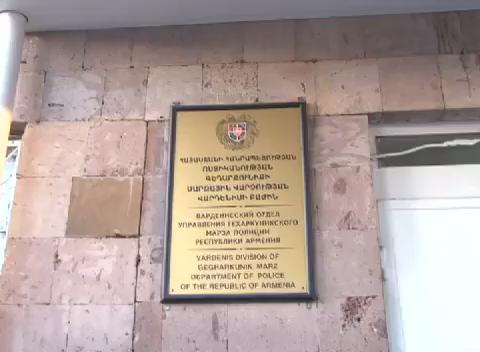 ՀԱՅԱՍՏԱՆԻ ՀԱՆՐԱՊԵՏՈՒԹՅԱՆ
ՈՍՏԻԿԱՆՈՒԹՅԱՆ
ԳԵՂԱՐՔՈՒՆԻՔԻ
ՄԱՐԶԱՅԻՆ ՎԱՐՉՈՒԹՅԱՆ
ՎԱՐԴԵՆԻՍԻ ԲԱԺԻՆ
ВАРДЕНИССКИЙ ОТДЕЛ
УПРАВЛЕНИЯ ГЕХАРКУНИКСКОГО
МАРЗА ПОЛИЦИИ
РЕСПУБЛИКИ АРМЕНИЯ
VARDENIS DIVISION OF
GEGHARKUNIK MARZ
DEPARTMENT OF POLICE
OF THE REPUBLIC OF ARMENIA